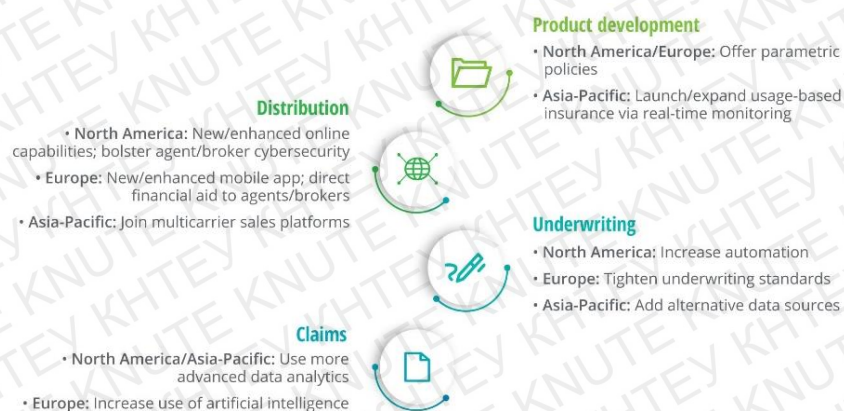 Product development
• North America/Europe: Offer parametric
policies
• Asia-Pacific: Launch/expand usage-based
insurance via real-time monitoring
Distribution
• North America: New/enhanced online
capabilities; bolster agent/broker cybersecurity
• Europe: New/enhanced mobile app; direct
financial aid to agents/brokers
• Asia-Pacific: Join multicarrier sales platforms
Underwriting
• North America: Increase automation
• Europe: Tighten underwriting standards
• Asia-Pacific: Add alternative data sources
Claims
• North America/Asia-Pacific: Use more
advanced data analytics
• Europe: Increase use of artificial intelligence
KHTEY KNUTE